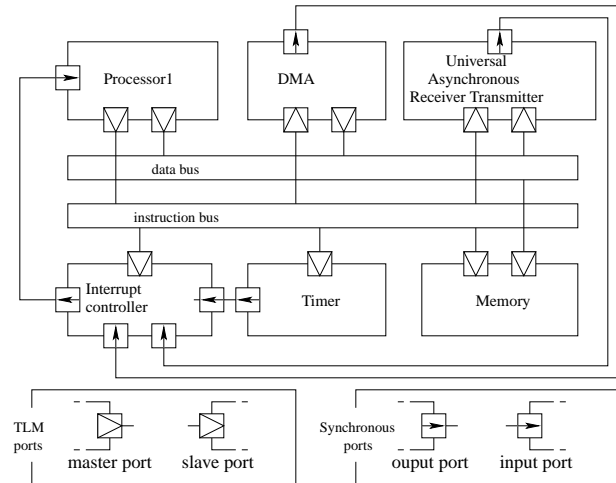 Processor1
DMA
Universal
Asynchronous
Receiver Transmitter
data bus
instruction bus
Interrupt
controller
Timer
Memory
TLM
ports
master port
slave port
Synchronous
ports
ouput port
input port